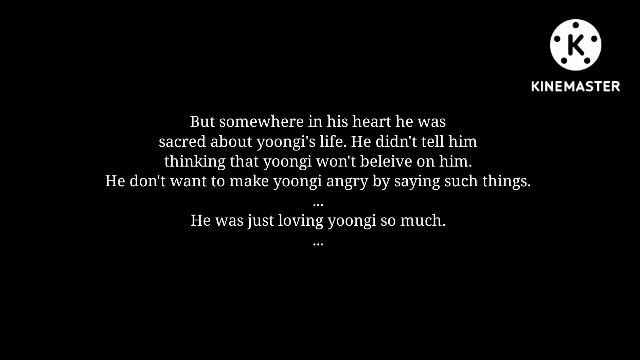 KINEMASTER
But somewhere in his heart he was
sacred about yoongi's life. He didn't tell him
thinking that yoongi won't beleive on him.
He don't want to make yoongi angry by saying such things.
...
He was just loving yoongi so much.
...